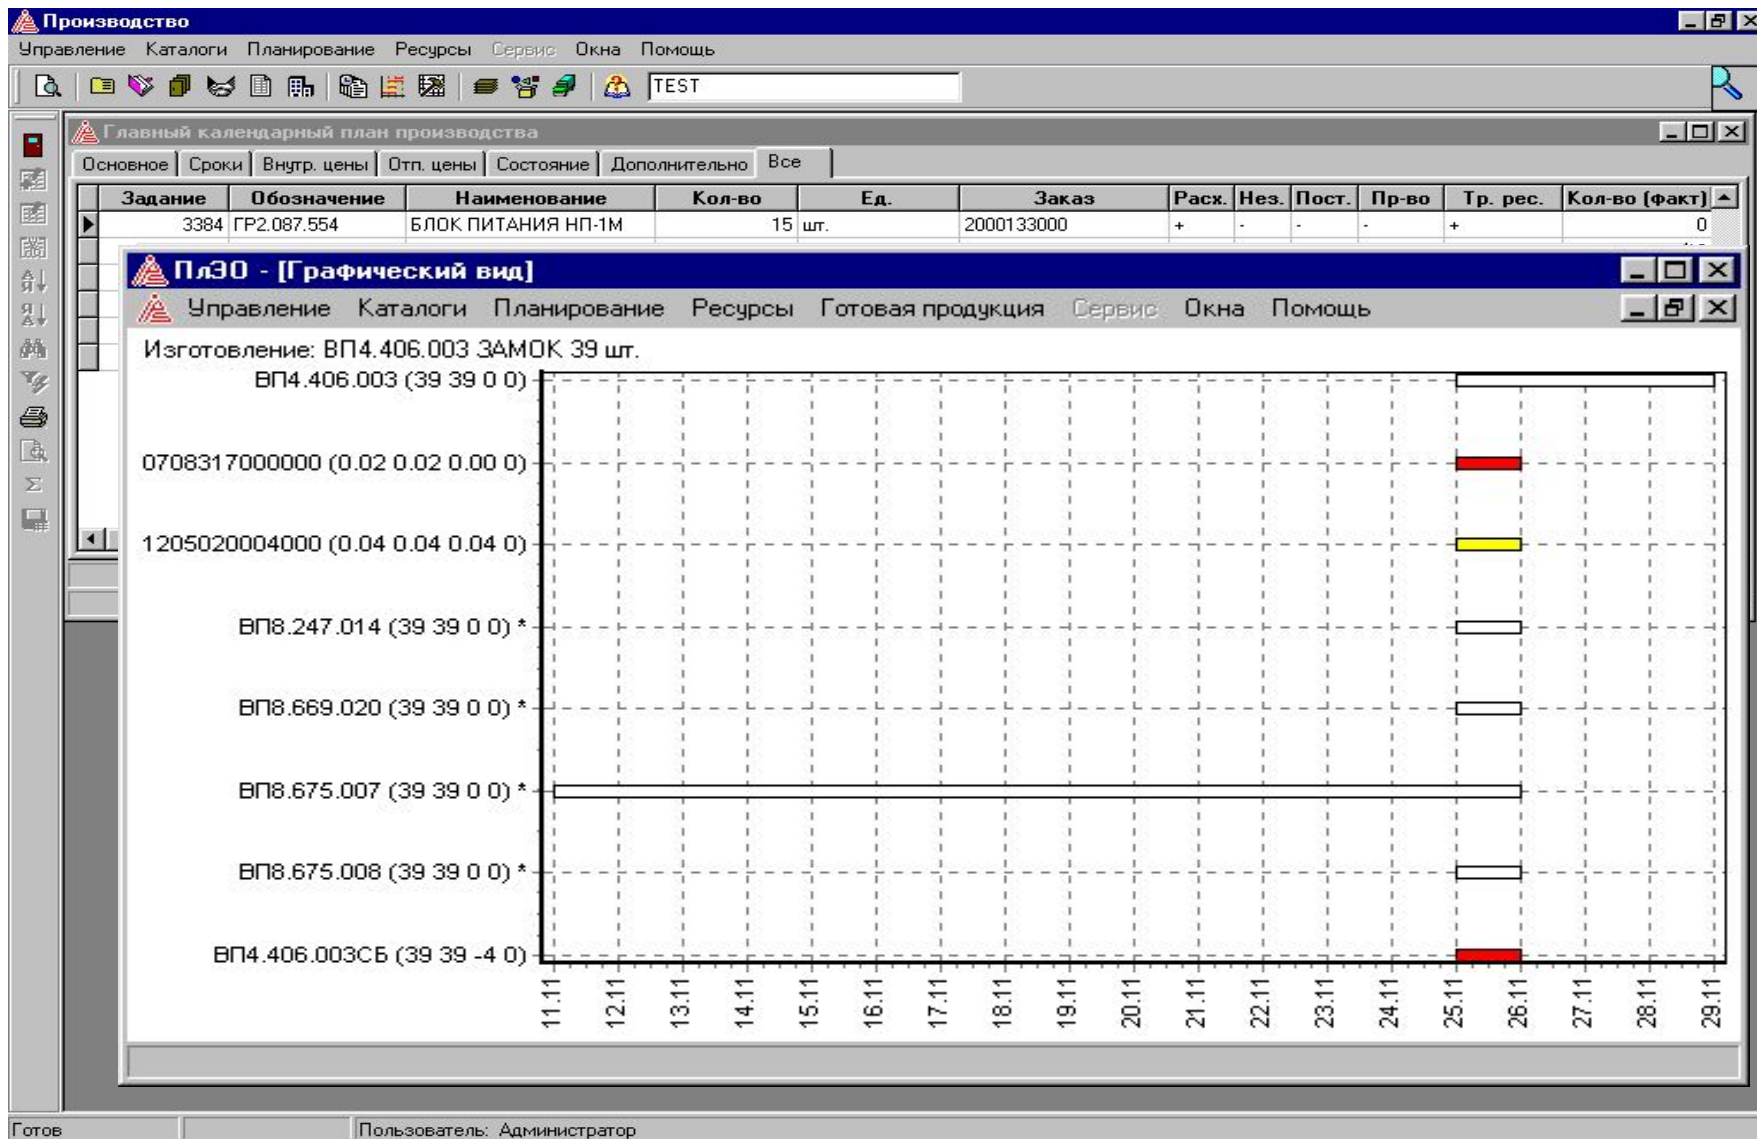 Производство
Управление Каталоги Планирование Ресурсы Сервис Окна Помощь
TEST
Главный календарный план производства
Основное Сроки Внутр. цены Отп. цены Состояние Дополнительно Все
Задание Обозначение Наименование Кол-во Ед. Заказ Расх. Нез. Пост. Пр-во Тр. рес. Кол-во (факт)
3384 ГР2.087.554 БЛОК ПИТАНИЯ НП-1М 15 шт. 2000133000 + - - - + 0
ПлЭО - [Графический вид]
Управление Каталоги Планирование Ресурсы Готовая продукция Сервис Окна Помощь
Изготовление: ВП4.406.003 ЗАМОК 39 шт.
ВП4.406.003 (39 39 0 0)
0708317000000 (0.02 0.02 0.00 0)
1205020004000 (0.04 0.04 0.04 0)
ВП8.247.014 (39 39 0 0) *
ВП8.669.020 (39 39 0 0) *
ВП8.675.007 (39 39 0 0) *
ВП8.675.008 (39 39 0 0) *
ВП4.406.003СБ (39 39 -4 0)
11.11 12.11 13.11 14.11 15.11 16.11 17.11 18.11 19.11 20.11 21.11 22.11 23.11 24.11 25.11 26.11 27.11 28.11 29.11
Готов
Пользователь: Администратор